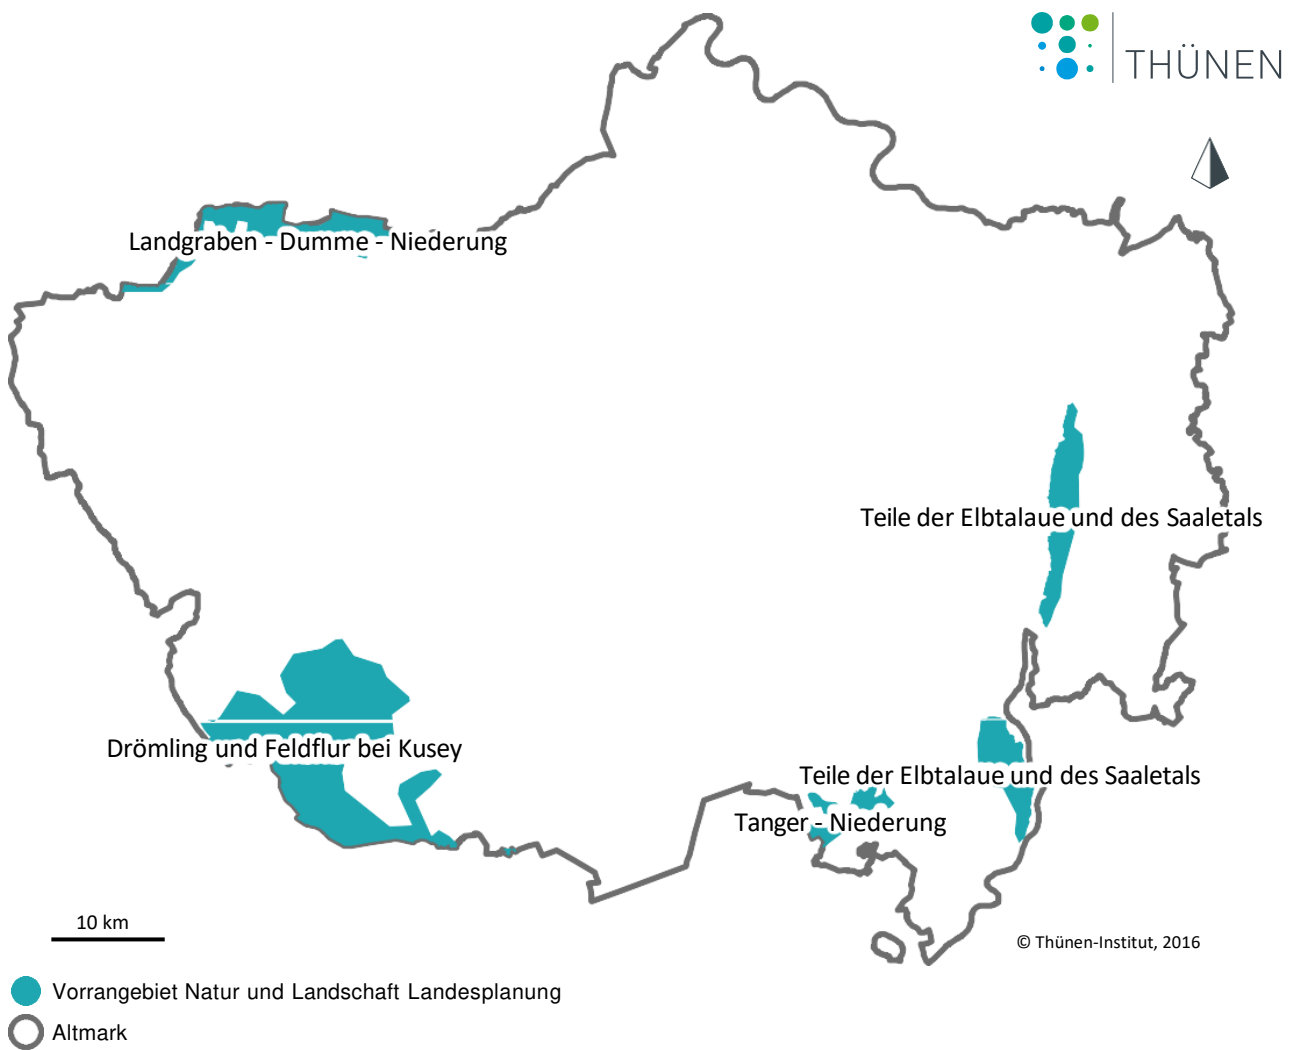 THÜNEN
Landgraben - Dumme - Niederung
Teile der Elbtalaue und des Saaletals
Drömling und Feldflur bei Kusey
Teile der Elbtalaue und des Saaletals
Tanger - Niederung
10 km
© Thünen-Institut, 2016
Vorrangebiet Natur und Landschaft Landesplanung
Altmark